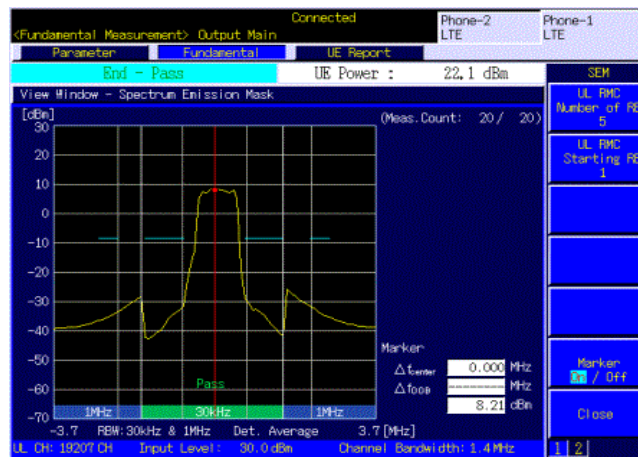 Connected
<Fundamental Measurement> Output Main
Phone-2
LTE
Phone-1
LTE
Parameter
Fundamental
UE Report
End - Pass
UE Power :
22.1 dBm
SEM
View Window - Spectrum Emission Mask
[dBm]
(Meas.Count: 20/ 20)
UL RMC
Number of RB
5
UL RMC
Starting RB
1
30
20
10
0
-10
-20
-30
-40
-50
-60
-70
Pass
1MHz
30kHz
1MHz
-3.7 RBW:30kHz & 1MHz Det. Average 3.7[MHz]
Marker
Δfcenter 0.000 MHz
ΔfOOB ------- MHz
8.21 dBm
Marker
On / Off
Close
UL CH: 19207CH Input Level: 30.0dBm Channel Bandwidth:1.4MHz
1 2